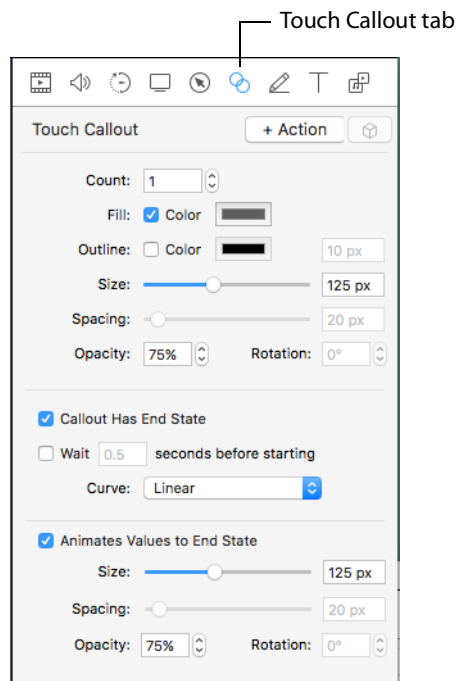 Touch Callout tab
Touch Callout + Action
Count: 1
Fill: Color
Outline: Color 10 px
Size: 125 px
Spacing: 20 px
Opacity: 75% Rotation: 0°
Callout Has End State
Wait 0.5 seconds before starting
Curve: Linear
Animates Values to End State
Size: 125 px
Spacing: 20 px
Opacity: 75% Rotation: 0°